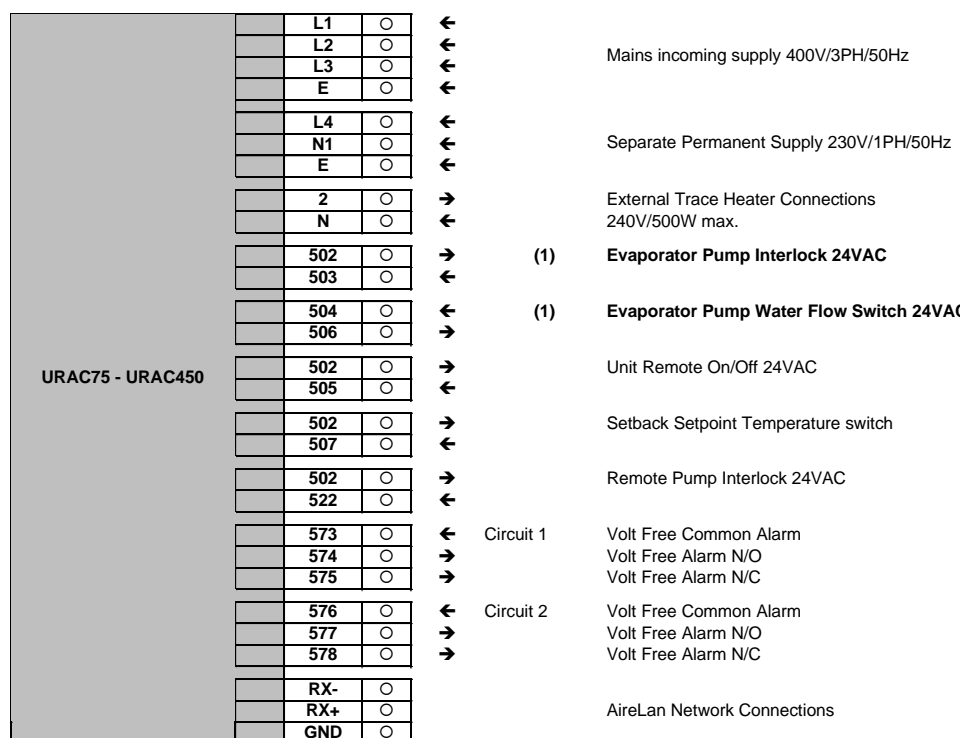 L1
L2
L3
E
Mains incoming supply 400V/3PH/50Hz
L4
N1
E
Separate Permanent Supply 230V/1PH/50Hz
2 External Trace Heater Connections
N 240V/500W max.
502 (1) Evaporator Pump Interlock 24VAC
503
504 (1) Evaporator Pump Water Flow Switch 24VAC
506
URAC75 - URAC450
502 Unit Remote On/Off 24VAC
505
502 Setback Setpoint Temperature switch
507
502 Remote Pump Interlock 24VAC
522
573 Circuit 1 Volt Free Common Alarm
574 Volt Free Alarm N/O
575 Volt Free Alarm N/C
576 Circuit 2 Volt Free Common Alarm
577 Volt Free Alarm N/O
578 Volt Free Alarm N/C
RX-
RX+ AireLan Network Connections
GND